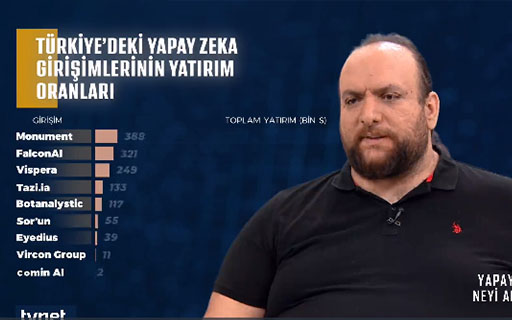 TÜRKİYE'DEKİ YAPAY ZEKA
GİRİŞİMLERİNİN YATIRIM
ORANLARI
GİRİŞİM TOPLAM YATIRIM (BİN $)
Monument 388
FalconAI 321
Vispera 249
Tazi.ia 133
Botanalystic 117
Sor'un 55
Eyedius 39
Vircon Group 11
comin AI 2
YAPAY
NEYİ
tvnet